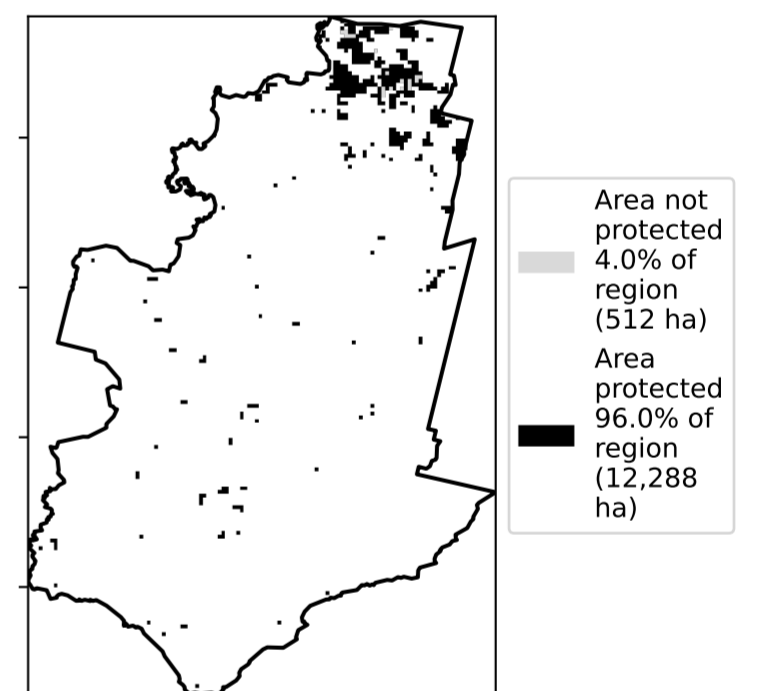 Area not
protected
4.0% of
region
(512 ha)
Area
protected
96.0% of
region
(12,288
ha)